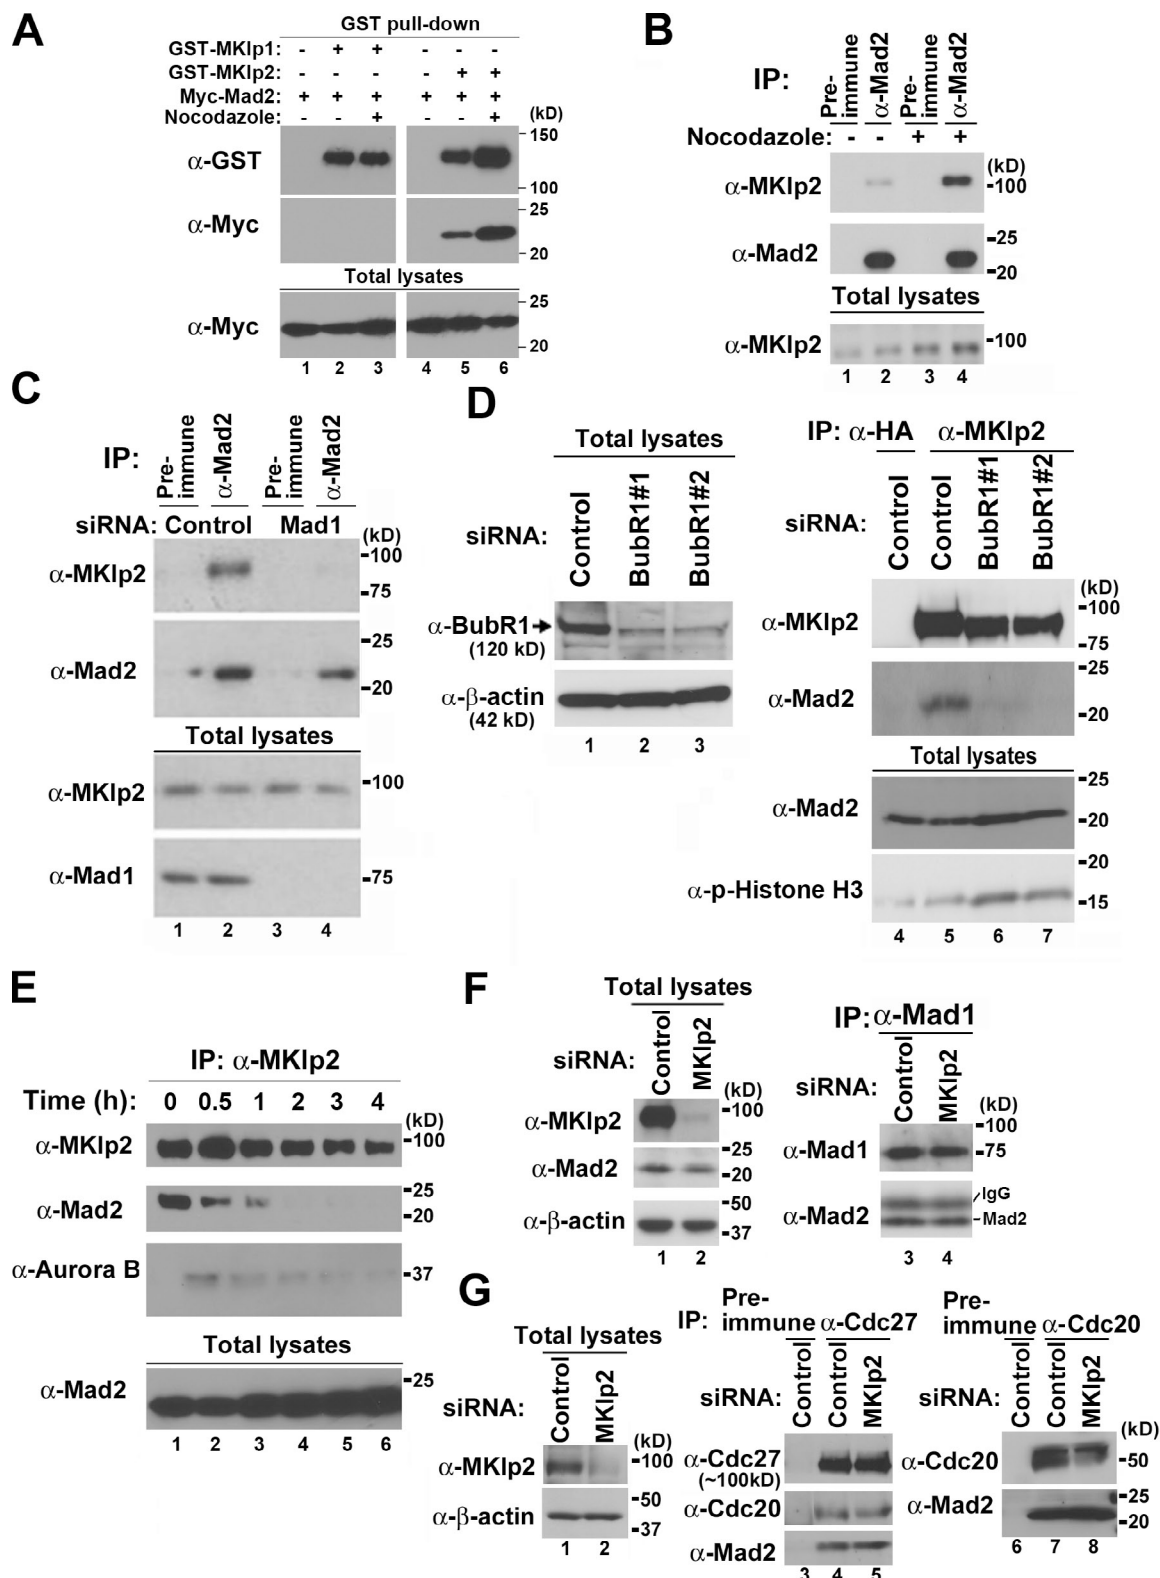 A
GST pull-down
GST-MKlp1: - + + - - -
GST-MKlp2: - - - - + +
Myc-Mad2: + + + + + +
Nocodazole: - - + - - +
(kD)
α-GST
150
100
α-Myc
25
20
Total lysates
α-Myc
25
20
1 2 3 4 5 6
B
IP:
Pre-immune
α-Mad2
Pre-immune
α-Mad2
Nocodazole: - - + +
(kD)
α-MKlp2
100
α-Mad2
25
20
Total lysates
α-MKlp2
100
1 2 3 4
C
IP:
Pre-immune
α-Mad2
Pre-immune
α-Mad2
siRNA: Control Mad1
(kD)
α-MKlp2
100
75
α-Mad2
25
20
Total lysates
α-MKlp2
100
α-Mad1
75
1 2 3 4
D
Total lysates
siRNA:
Control
BubR1#1
BubR1#2
α-BubR1
(120 kD)
α-β-actin
(42 kD)
1 2 3
IP: α-HA α-MKlp2
siRNA:
Control
Control
BubR1#1
BubR1#2
(kD)
α-MKlp2
100
75
α-Mad2
25
20
Total lysates
α-Mad2
25
20
α-p-Histone H3
20
15
4 5 6 7
E
IP: α-MKlp2
Time (h): 0 0.5 1 2 3 4
(kD)
α-MKlp2
100
α-Mad2
25
20
α-Aurora B
37
Total lysates
α-Mad2
25
1 2 3 4 5 6
F
Total lysates
siRNA:
Control
MKlp2
(kD)
α-MKlp2
100
α-Mad2
25
20
α-β-actin
50
37
1 2
IP: α-Mad1
siRNA:
Control
MKlp2
(kD)
α-Mad1
100
75
α-Mad2
IgG
Mad2
3 4
G
Total lysates
siRNA:
Control
MKlp2
(kD)
α-MKlp2
100
α-β-actin
50
37
1 2
IP:
Pre-immune
α-Cdc27
siRNA:
Control
Control
MKlp2
α-Cdc27
(~100kD)
α-Cdc20
α-Mad2
3 4 5
Pre-immune
α-Cdc20
siRNA:
Control
Control
MKlp2
(kD)
α-Cdc20
50
α-Mad2
25
20
6 7 8